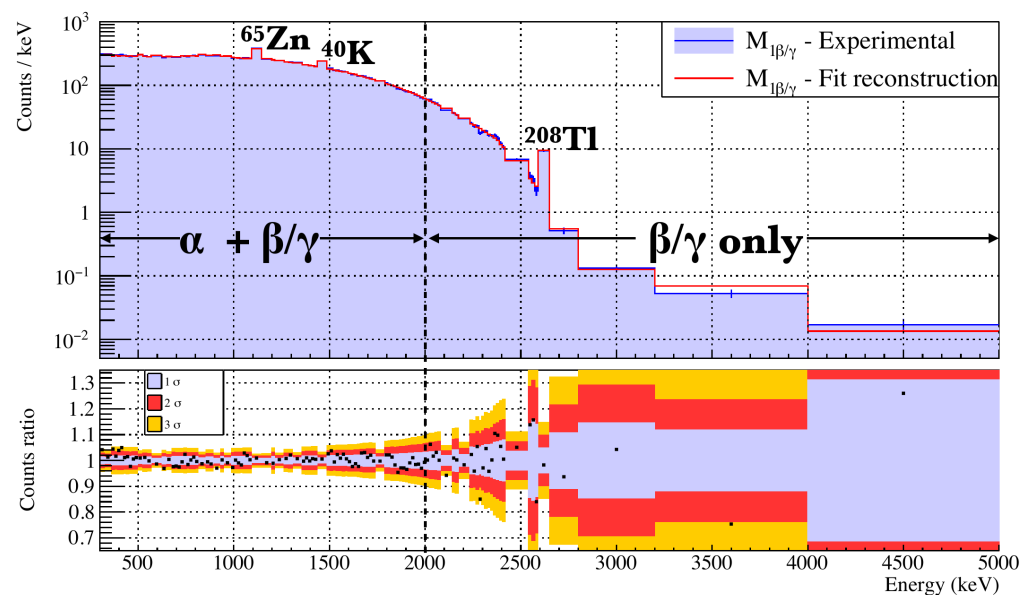 10³
10²
10
1
10⁻¹
10⁻²
Counts / keV
⁶⁵Zn
⁴⁰K
²⁰⁸Tl
M₁β/γ - Experimental
M₁β/γ - Fit reconstruction
α + β/γ
β/γ only
1.3
1.2
1.1
1
0.9
0.8
0.7
Counts ratio
1 σ
2 σ
3 σ
500 1000 1500 2000 2500 3000 3500 4000 4500 5000
Energy (keV)